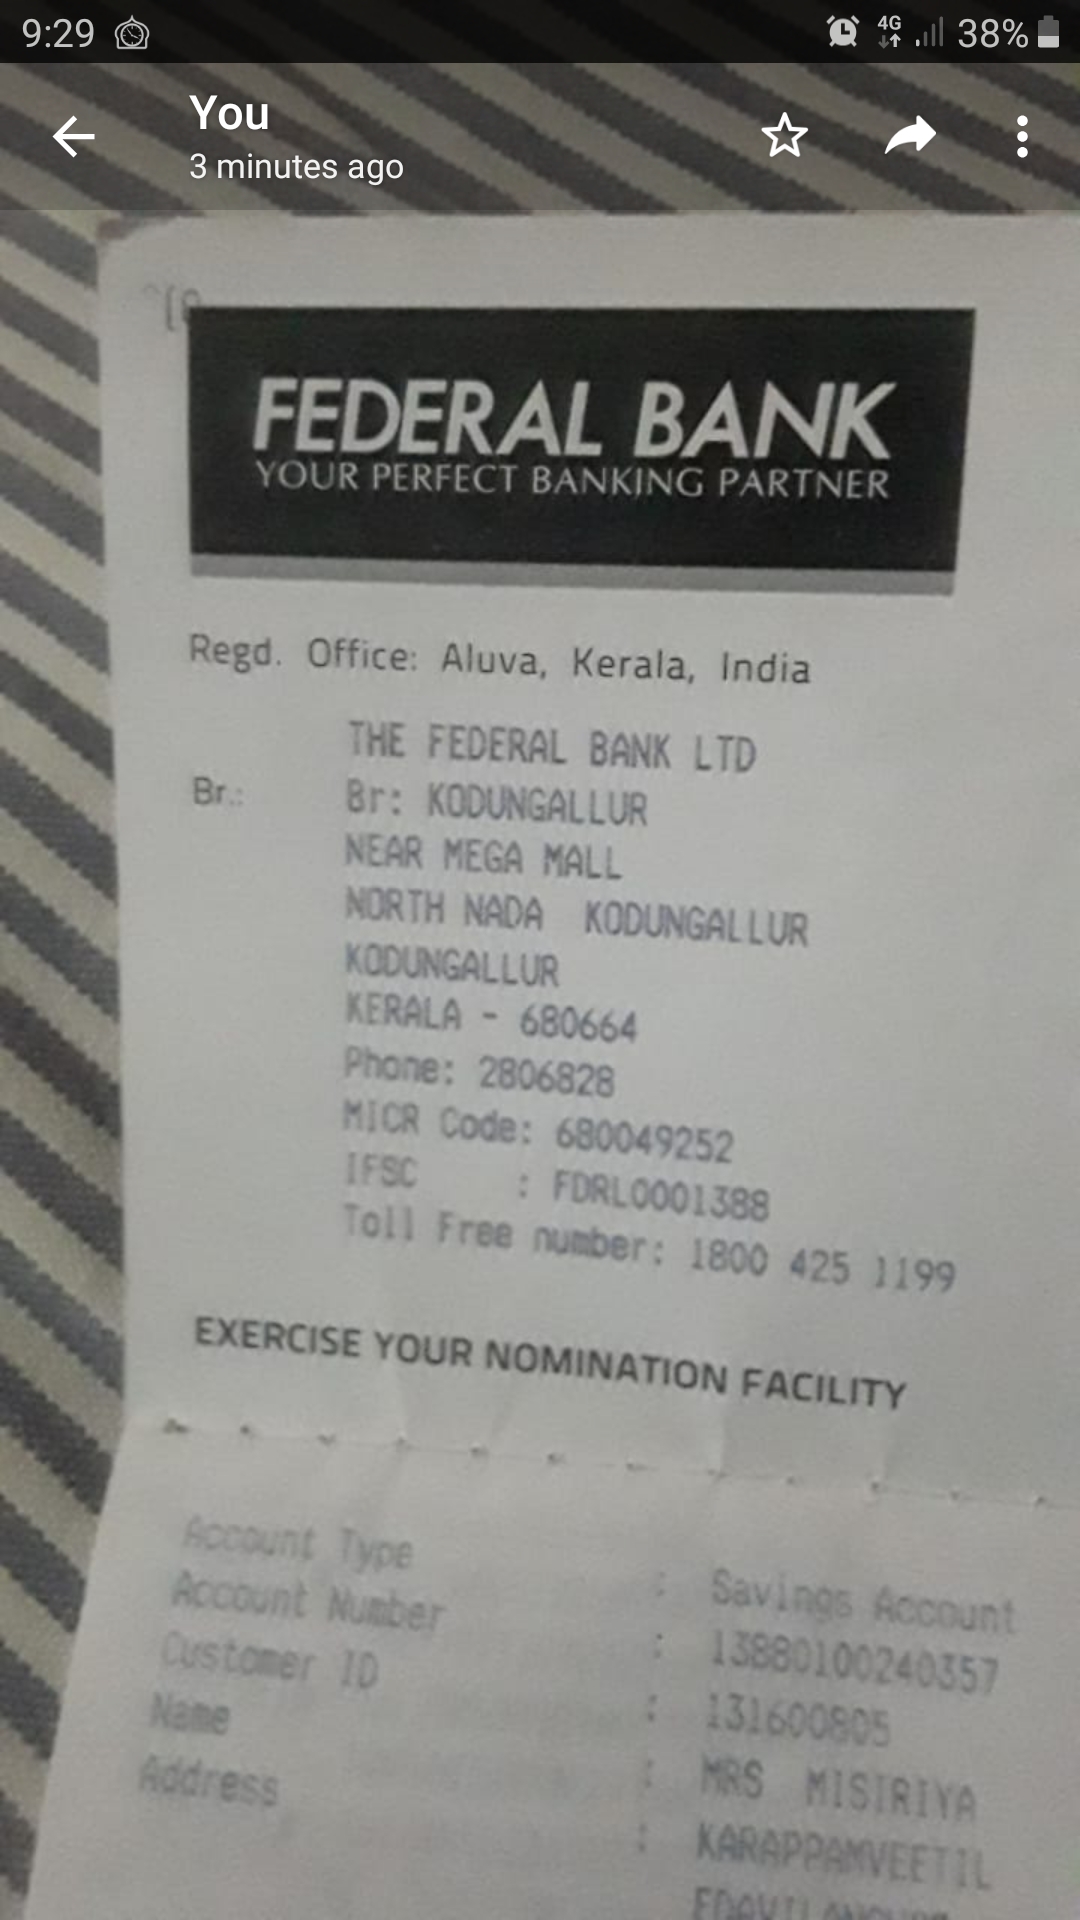 9:29 4G 38%
You
3 minutes ago
FEDERAL BANK
YOUR PERFECT BANKING PARTNER
Regd. Office: Aluva, Kerala, India
THE FEDERAL BANK LTD
Br.: Br: KODUNGALLUR
NEAR MEGA MALL
NORTH NADA KODUNGALLUR
KODUNGALLUR
KERALA - 680664
Phone: 2806828
MICR Code: 680049252
IFSC : FDRL0001388
Toll Free number: 1800 425 1199
EXERCISE YOUR NOMINATION FACILITY
Account Type : Savings Account
Account Number : 13880100240357
Customer ID : 131600805
Name : MRS MISIRIYA
Address : KARAPPAMVEETIL